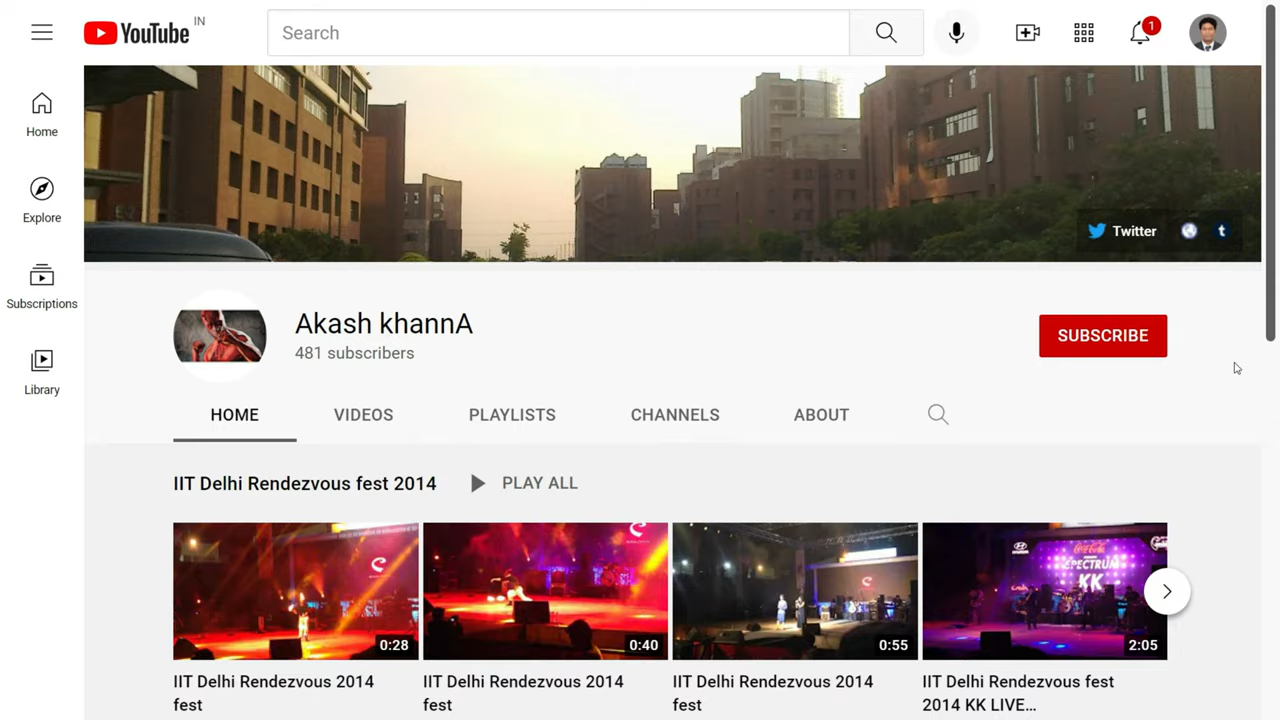 YouTube IN
Search
1
Home
Explore
Subscriptions
Library
Twitter
t
Akash khannA
481 subscribers
SUBSCRIBE
HOME VIDEOS PLAYLISTS CHANNELS ABOUT
IIT Delhi Rendezvous fest 2014 PLAY ALL
SPECTRUM
KK
0:28 0:40 0:55 2:05
IIT Delhi Rendezvous 2014
fest
IIT Delhi Rendezvous 2014
fest
IIT Delhi Rendezvous 2014
fest
IIT Delhi Rendezvous fest
2014 KK LIVE...